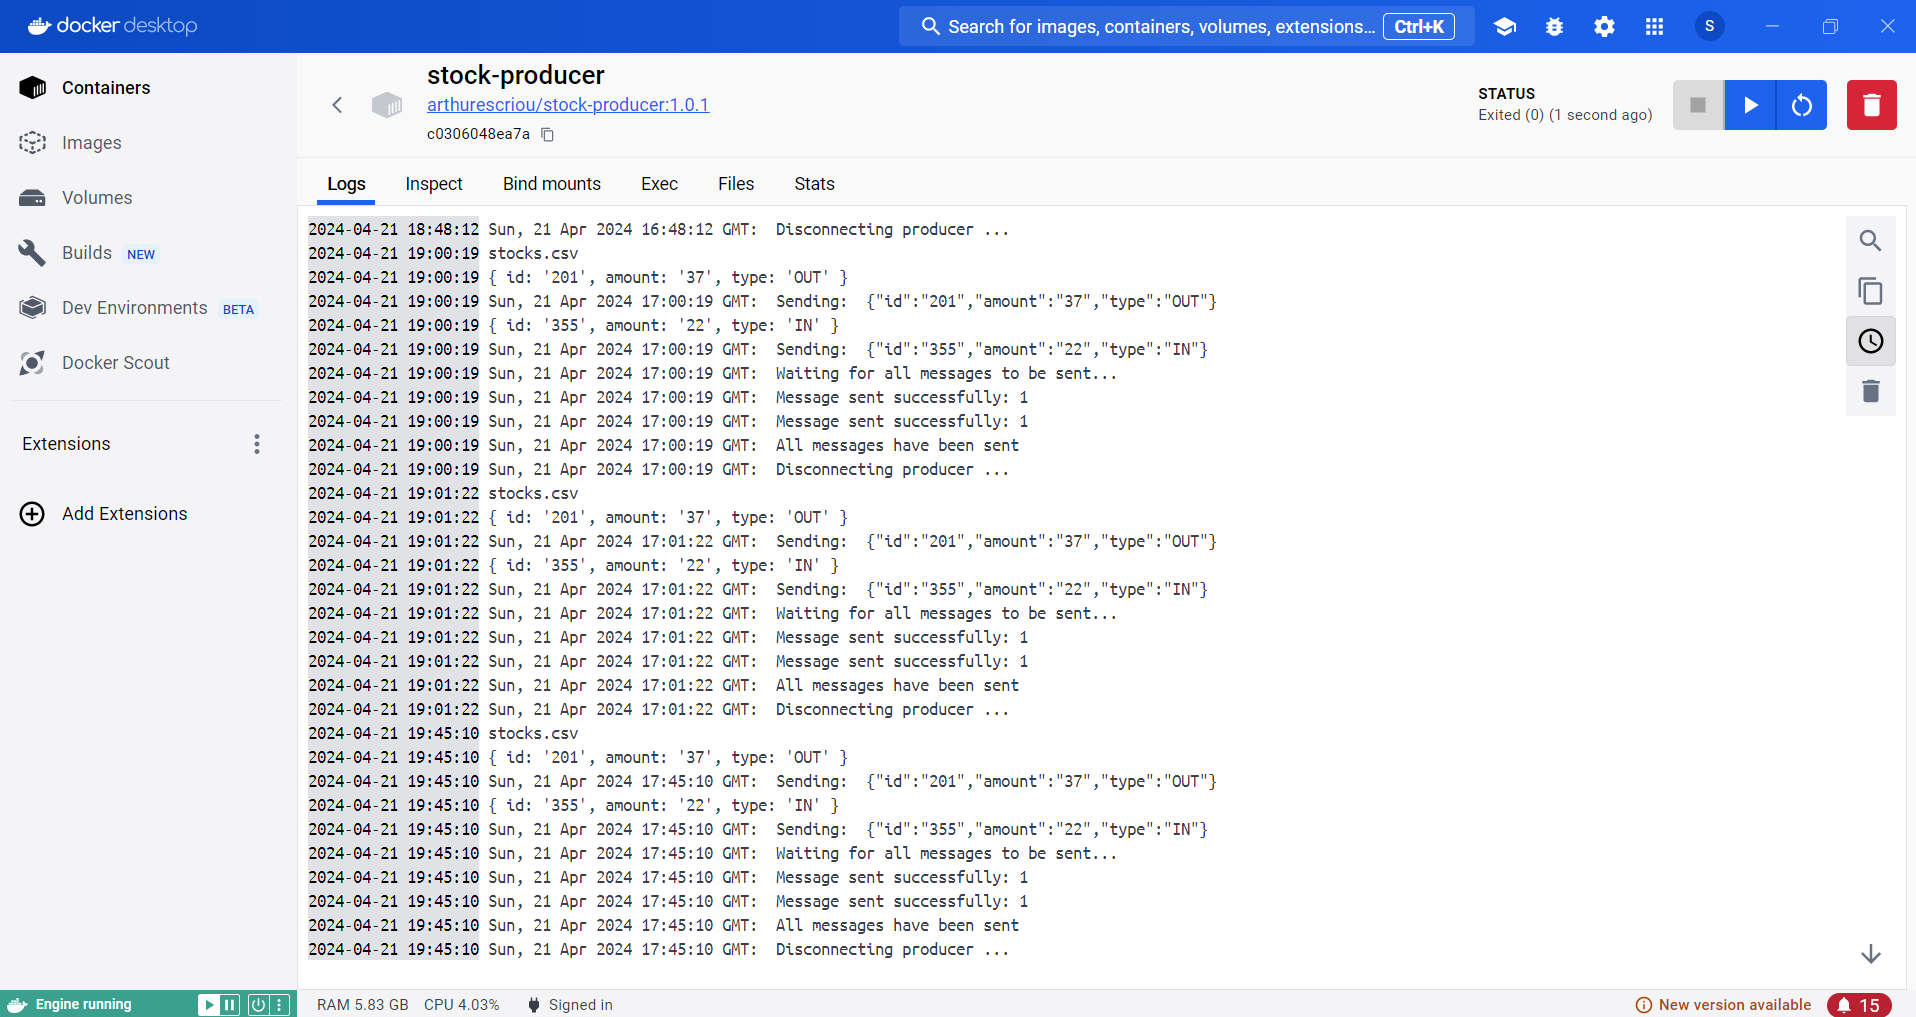 docker desktop
Search for images, containers, volumes, extensions... Ctrl+K
S
Containers
Images
Volumes
Builds NEW
Dev Environments BETA
Docker Scout
Extensions
Add Extensions
stock-producer
arthurescriou/stock-producer:1.0.1
c0306048ea7a
STATUS
Exited (0) (1 second ago)
Logs Inspect Bind mounts Exec Files Stats
2024-04-21 18:48:12 Sun, 21 Apr 2024 16:48:12 GMT:  Disconnecting producer ...
2024-04-21 19:00:19 stocks.csv
2024-04-21 19:00:19 { id: '201', amount: '37', type: 'OUT' }
2024-04-21 19:00:19 Sun, 21 Apr 2024 17:00:19 GMT:  Sending:  {"id":"201","amount":"37","type":"OUT"}
2024-04-21 19:00:19 { id: '355', amount: '22', type: 'IN' }
2024-04-21 19:00:19 Sun, 21 Apr 2024 17:00:19 GMT:  Sending:  {"id":"355","amount":"22","type":"IN"}
2024-04-21 19:00:19 Sun, 21 Apr 2024 17:00:19 GMT:  Waiting for all messages to be sent...
2024-04-21 19:00:19 Sun, 21 Apr 2024 17:00:19 GMT:  Message sent successfully: 1
2024-04-21 19:00:19 Sun, 21 Apr 2024 17:00:19 GMT:  Message sent successfully: 1
2024-04-21 19:00:19 Sun, 21 Apr 2024 17:00:19 GMT:  All messages have been sent
2024-04-21 19:00:19 Sun, 21 Apr 2024 17:00:19 GMT:  Disconnecting producer ...
2024-04-21 19:01:22 stocks.csv
2024-04-21 19:01:22 { id: '201', amount: '37', type: 'OUT' }
2024-04-21 19:01:22 Sun, 21 Apr 2024 17:01:22 GMT:  Sending:  {"id":"201","amount":"37","type":"OUT"}
2024-04-21 19:01:22 { id: '355', amount: '22', type: 'IN' }
2024-04-21 19:01:22 Sun, 21 Apr 2024 17:01:22 GMT:  Sending:  {"id":"355","amount":"22","type":"IN"}
2024-04-21 19:01:22 Sun, 21 Apr 2024 17:01:22 GMT:  Waiting for all messages to be sent...
2024-04-21 19:01:22 Sun, 21 Apr 2024 17:01:22 GMT:  Message sent successfully: 1
2024-04-21 19:01:22 Sun, 21 Apr 2024 17:01:22 GMT:  Message sent successfully: 1
2024-04-21 19:01:22 Sun, 21 Apr 2024 17:01:22 GMT:  All messages have been sent
2024-04-21 19:01:22 Sun, 21 Apr 2024 17:01:22 GMT:  Disconnecting producer ...
2024-04-21 19:45:10 stocks.csv
2024-04-21 19:45:10 { id: '201', amount: '37', type: 'OUT' }
2024-04-21 19:45:10 Sun, 21 Apr 2024 17:45:10 GMT:  Sending:  {"id":"201","amount":"37","type":"OUT"}
2024-04-21 19:45:10 { id: '355', amount: '22', type: 'IN' }
2024-04-21 19:45:10 Sun, 21 Apr 2024 17:45:10 GMT:  Sending:  {"id":"355","amount":"22","type":"IN"}
2024-04-21 19:45:10 Sun, 21 Apr 2024 17:45:10 GMT:  Waiting for all messages to be sent...
2024-04-21 19:45:10 Sun, 21 Apr 2024 17:45:10 GMT:  Message sent successfully: 1
2024-04-21 19:45:10 Sun, 21 Apr 2024 17:45:10 GMT:  Message sent successfully: 1
2024-04-21 19:45:10 Sun, 21 Apr 2024 17:45:10 GMT:  All messages have been sent
2024-04-21 19:45:10 Sun, 21 Apr 2024 17:45:10 GMT:  Disconnecting producer ...
Engine running
RAM 5.83 GB CPU 4.03% Signed in
New version available 15